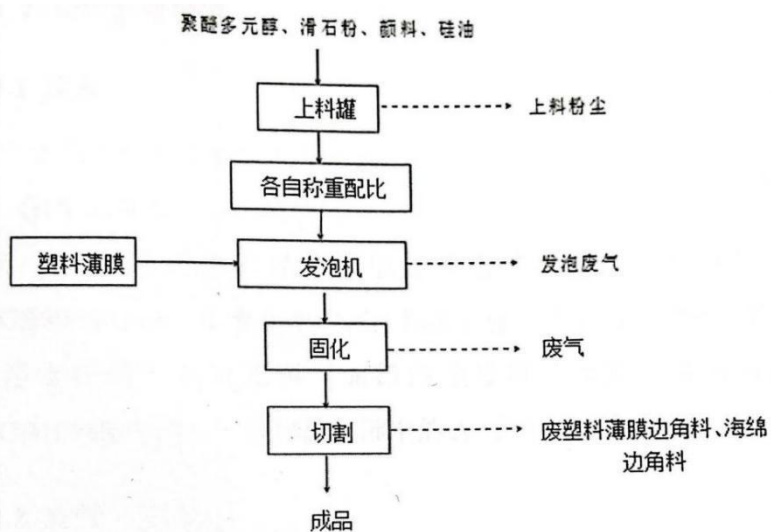 聚醚多元醇、滑石粉、颜料、硅油
上料罐
上料粉尘
各自称重配比
塑料薄膜
发泡机
发泡废气
固化
废气
切割
废塑料薄膜边角料、海绵
边角料
成品